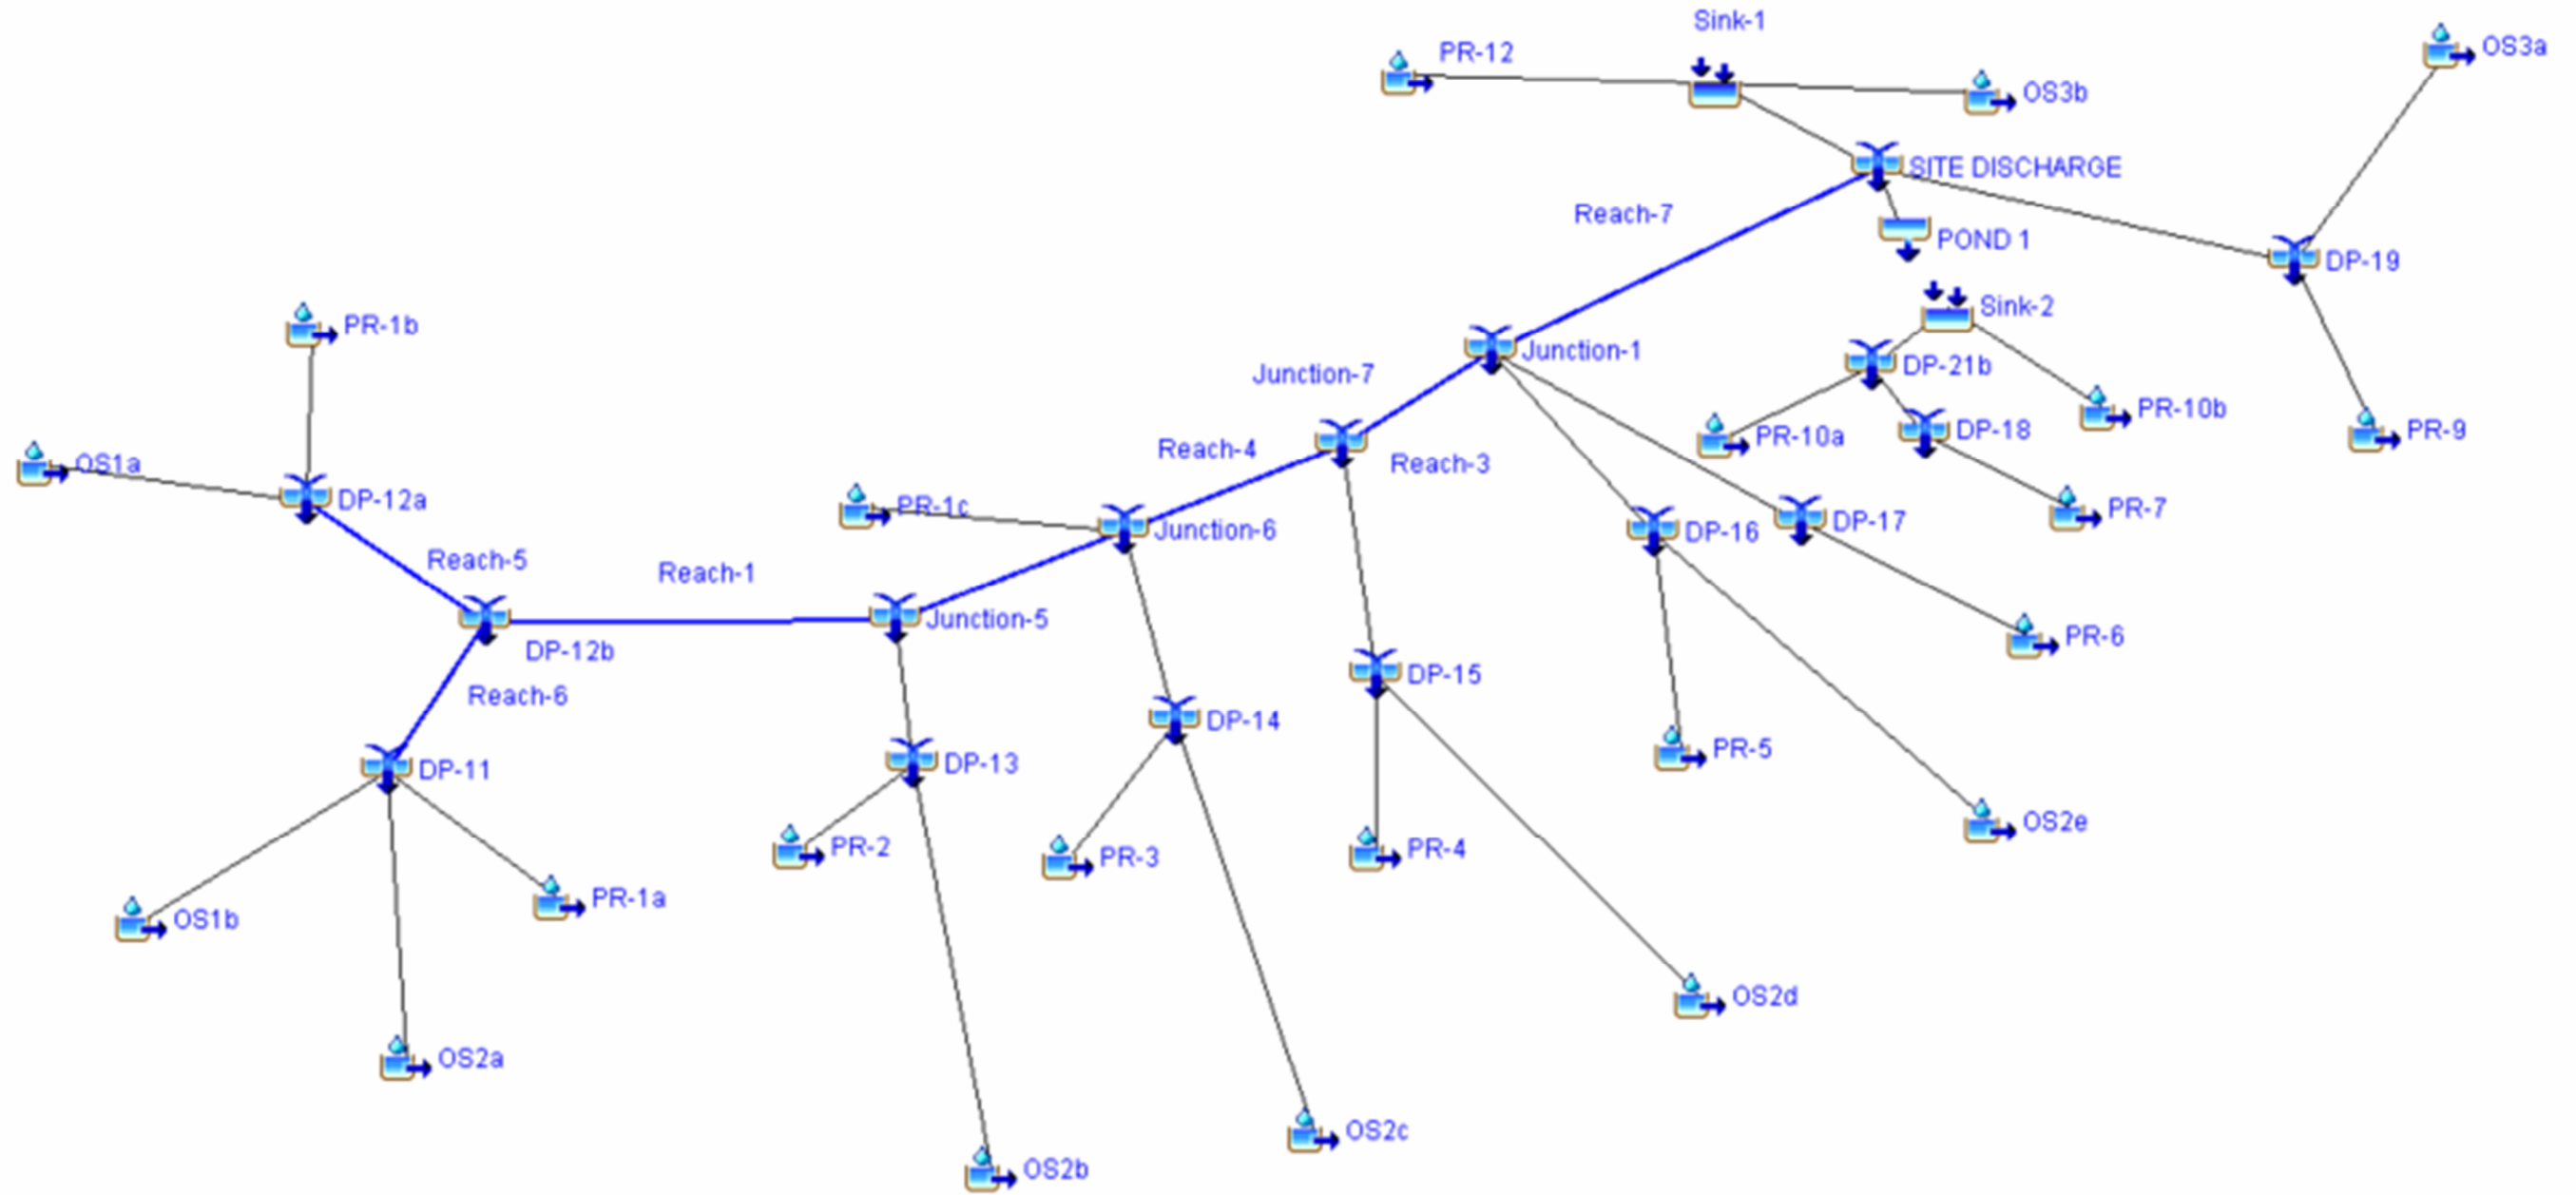 Sink-1
PR-12
OS3a
OS3b
SITE DISCHARGE
Reach-7
POND 1
DP-19
Sink-2
PR-1b
Junction-1
DP-21b
Junction-7
PR-10b
PR-10a
DP-18
PR-9
Reach-4
Reach-3
OS1a
DP-12a
PR-1c
PR-7
DP-17
Junction-6
DP-16
Reach-5
Reach-1
Junction-5
PR-6
DP-12b
DP-15
Reach-6
DP-14
PR-5
DP-13
DP-11
OS2e
PR-2
PR-4
PR-3
PR-1a
OS1b
OS2d
OS2a
OS2c
OS2b